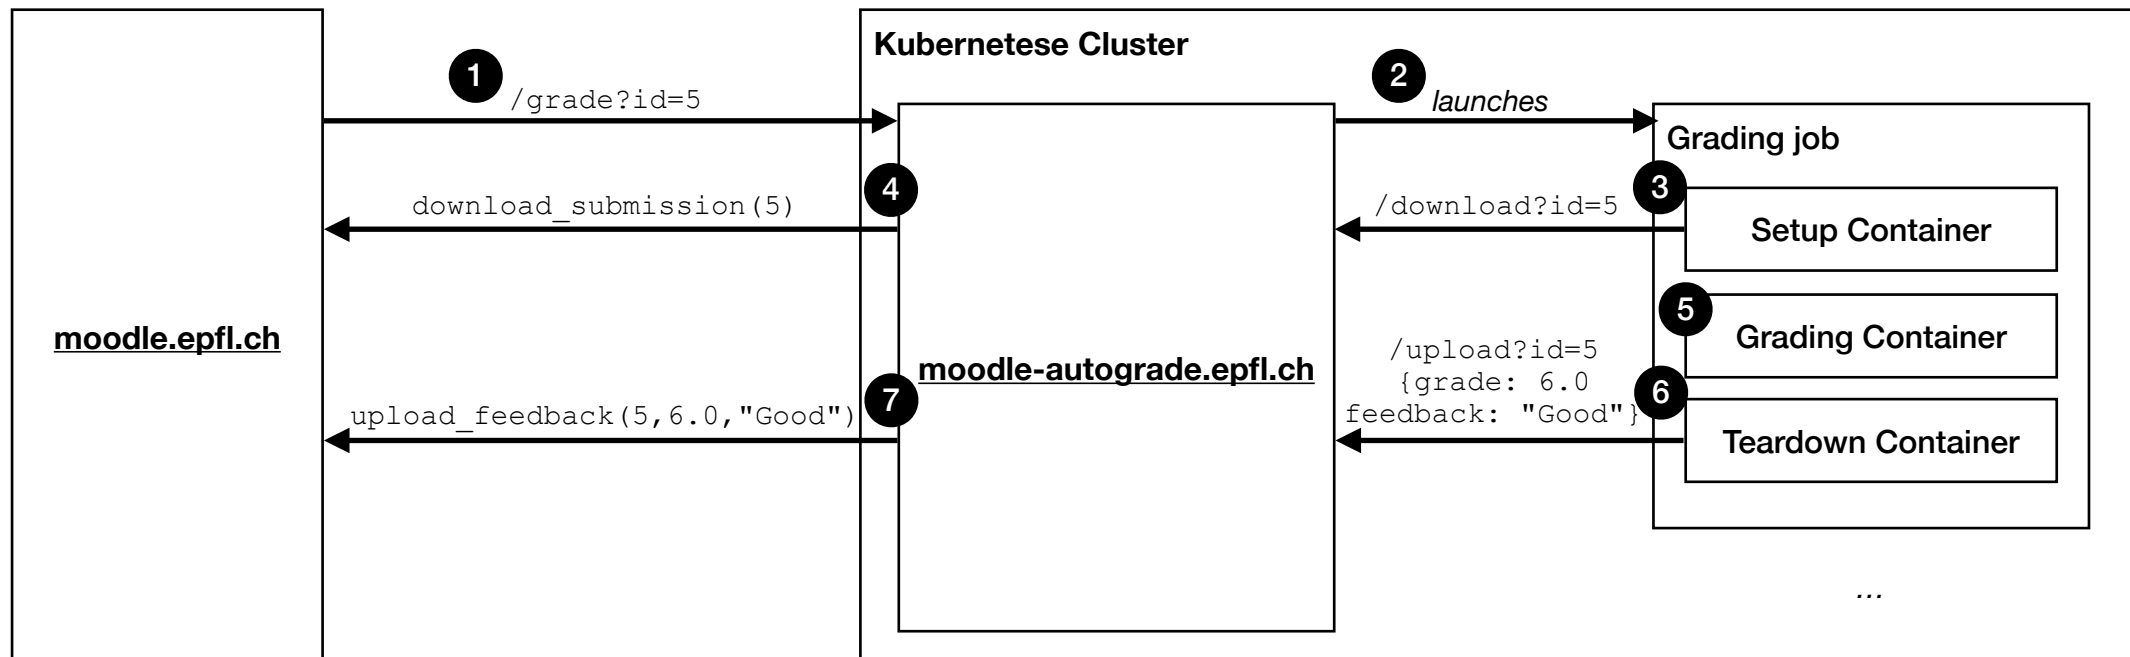 Kubernetese Cluster
1
/grade?id=5
2
launches
Grading job
4
download_submission(5)
3
/download?id=5
Setup Container
moodle.epfl.ch
moodle-autograde.epfl.ch
5
Grading Container
/upload?id=5
{grade: 6.0
feedback: "Good"}
6
Teardown Container
7
upload_feedback(5,6.0,"Good")
...